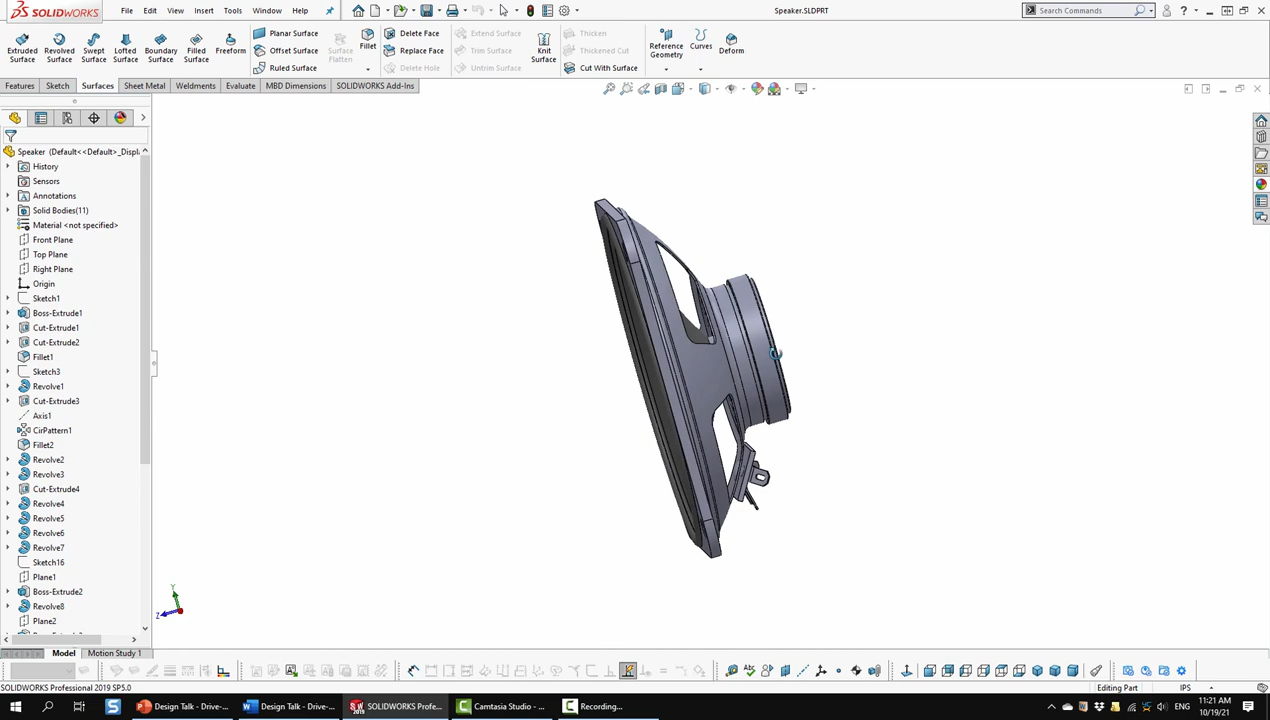 SOLIDWORKS
File
Edit
View
Insert
Tools
Window
Help
Speaker.SLDPRT
Search Commands
Extruded Surface
Revolved Surface
Swept Surface
Lofted Surface
Boundary Surface
Filled Surface
Freeform
Planar Surface
Offset Surface
Ruled Surface
Surface Flatten
Fillet
Delete Face
Replace Face
Delete Hole
Extend Surface
Trim Surface
Untrim Surface
Knit Surface
Thicken
Thickened Cut
Cut With Surface
Reference Geometry
Curves
Deform
Features
Sketch
Surfaces
Sheet Metal
Weldments
Evaluate
MBD Dimensions
SOLIDWORKS Add-Ins
Speaker (Default<<Default>_Displ
History
Sensors
Annotations
Solid Bodies(11)
Material <not specified>
Front Plane
Top Plane
Right Plane
Origin
Sketch1
Boss-Extrude1
Cut-Extrude1
Cut-Extrude2
Fillet1
Sketch3
Revolve1
Cut-Extrude3
Axis1
CirPattern1
Fillet2
Revolve2
Revolve3
Cut-Extrude4
Revolve4
Revolve5
Revolve6
Revolve7
Sketch16
Plane1
Boss-Extrude2
Revolve8
Plane2
Y
Z
Model
Motion Study 1
SOLIDWORKS Professional 2019 SP5.0
Editing Part
IPS
Design Talk - Drive-...
Design Talk - Drive-...
SOLIDWORKS Profe...
Camtasia Studio - ...
Recording...
11:21 AM
10/19/21